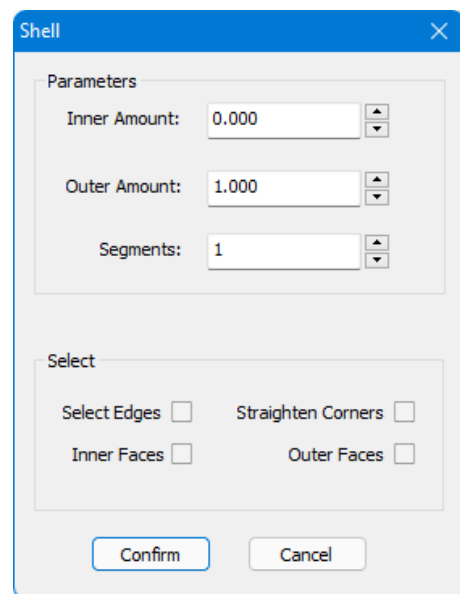 Shell
Parameters
Inner Amount: 0.000
Outer Amount: 1.000
Segments: 1
Select
Select Edges Straighten Corners
Inner Faces Outer Faces
Confirm Cancel